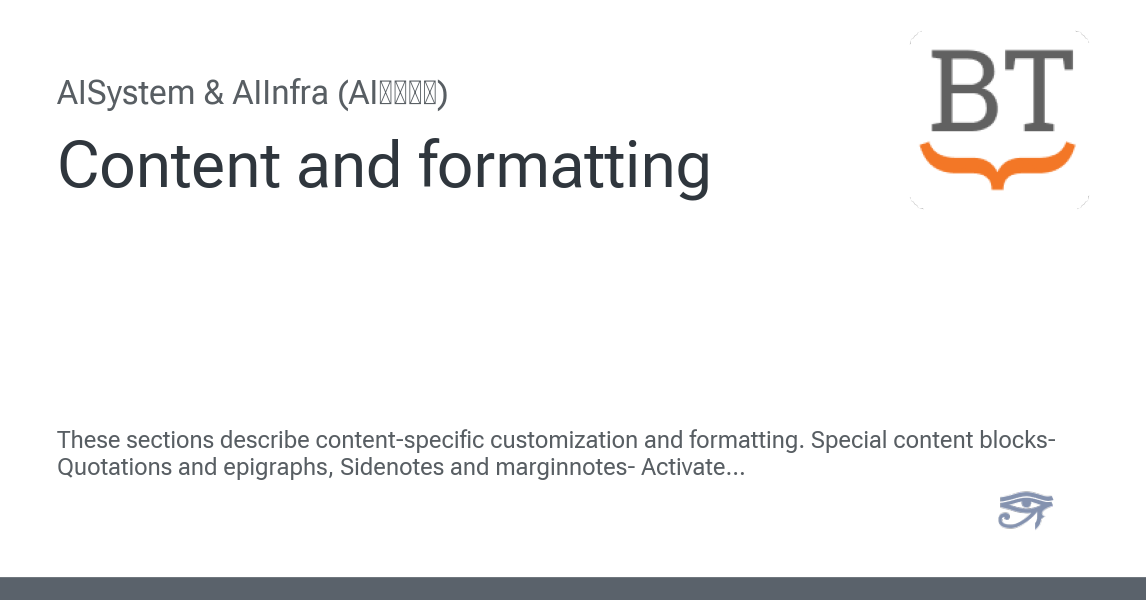 AISystem & AIInfra (AI)
Content and formatting
BT
These sections describe content-specific customization and formatting. Special content blocks-
Quotations and epigraphs, Sidenotes and marginnotes- Activate...